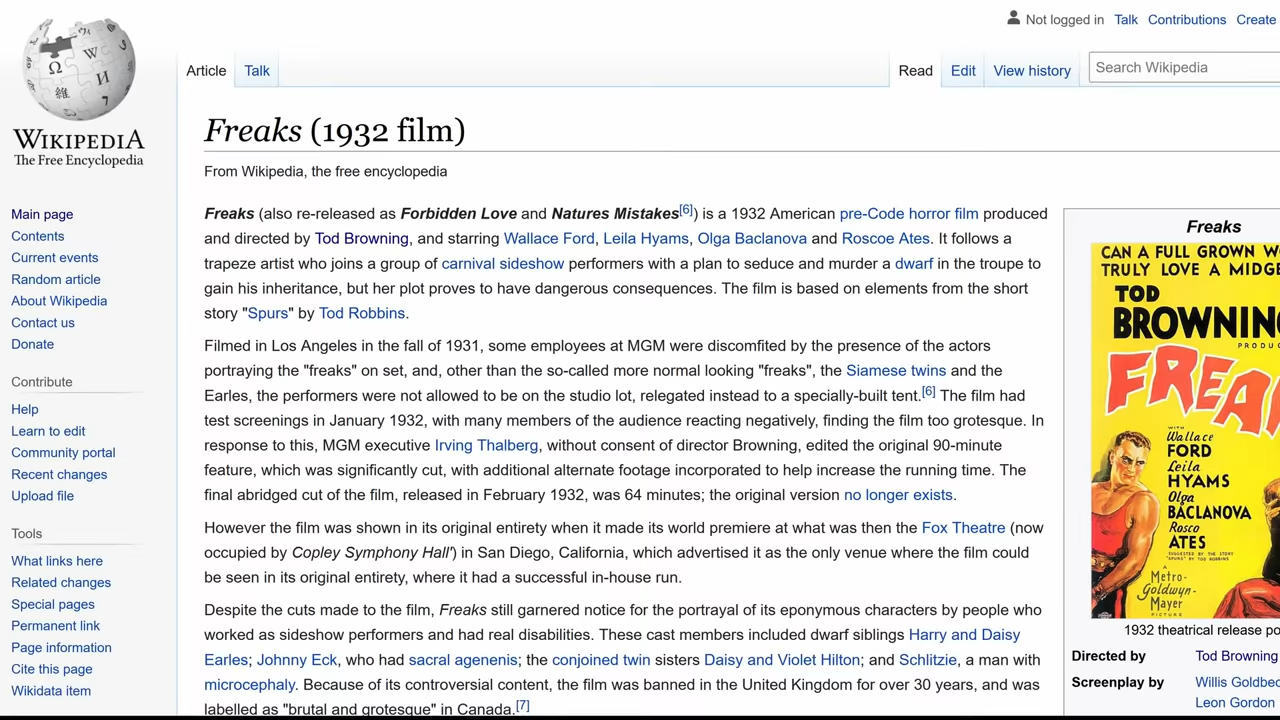 Not logged in Talk Contributions Create
Article Talk Read Edit View history Search Wikipedia
WIKIPEDIA
The Free Encyclopedia
Main page
Contents
Current events
Random article
About Wikipedia
Contact us
Donate
Contribute
Help
Learn to edit
Community portal
Recent changes
Upload file
Tools
What links here
Related changes
Special pages
Permanent link
Page information
Cite this page
Wikidata item
Freaks (1932 film)
From Wikipedia, the free encyclopedia
Freaks (also re-released as Forbidden Love and Natures Mistakes[6]) is a 1932 American pre-Code horror film produced
and directed by Tod Browning, and starring Wallace Ford, Leila Hyams, Olga Baclanova and Roscoe Ates. It follows a
trapeze artist who joins a group of carnival sideshow performers with a plan to seduce and murder a dwarf in the troupe to
gain his inheritance, but her plot proves to have dangerous consequences. The film is based on elements from the short
story "Spurs" by Tod Robbins.
Filmed in Los Angeles in the fall of 1931, some employees at MGM were discomfited by the presence of the actors
portraying the "freaks" on set, and, other than the so-called more normal looking "freaks", the Siamese twins and the
Earles, the performers were not allowed to be on the studio lot, relegated instead to a specially-built tent.[6] The film had
test screenings in January 1932, with many members of the audience reacting negatively, finding the film too grotesque. In
response to this, MGM executive Irving Thalberg, without consent of director Browning, edited the original 90-minute
feature, which was significantly cut, with additional alternate footage incorporated to help increase the running time. The
final abridged cut of the film, released in February 1932, was 64 minutes; the original version no longer exists.
However the film was shown in its original entirety when it made its world premiere at what was then the Fox Theatre (now
occupied by Copley Symphony Hall') in San Diego, California, which advertised it as the only venue where the film could
be seen in its original entirety, where it had a successful in-house run.
Despite the cuts made to the film, Freaks still garnered notice for the portrayal of its eponymous characters by people who
worked as sideshow performers and had real disabilities. These cast members included dwarf siblings Harry and Daisy
Earles; Johnny Eck, who had sacral agenenis; the conjoined twin sisters Daisy and Violet Hilton; and Schlitzie, a man with
microcephaly. Because of its controversial content, the film was banned in the United Kingdom for over 30 years, and was
labelled as "brutal and grotesque" in Canada.[7]
Freaks
CAN A FULL GROWN W
TRULY LOVE A MIDGE
TOD
BROWNIN
PRODUC
FREA
WITH
Wallace
FORD
Leila
HYAMS
Olga
BACLANOVA
Rosco
ATES
SUGGESTED BY THE STORY
"SPURS" BY TOD ROBBINS
A
Metro-
Goldwyn-
Mayer
PICTURE
1932 theatrical release po
Directed by Tod Browning
Screenplay by Willis Goldbec
Leon Gordon